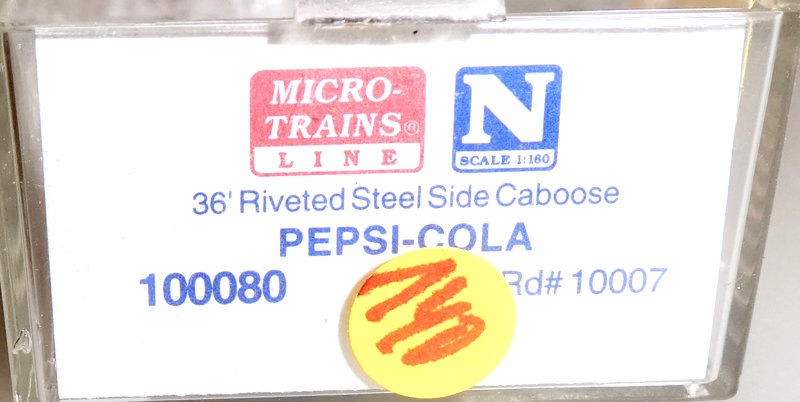 MICRO-
TRAINS®
LINE
N
SCALE 1:160
36' Riveted Steel Side Caboose
PEPSI-COLA
100080 Rd# 10007